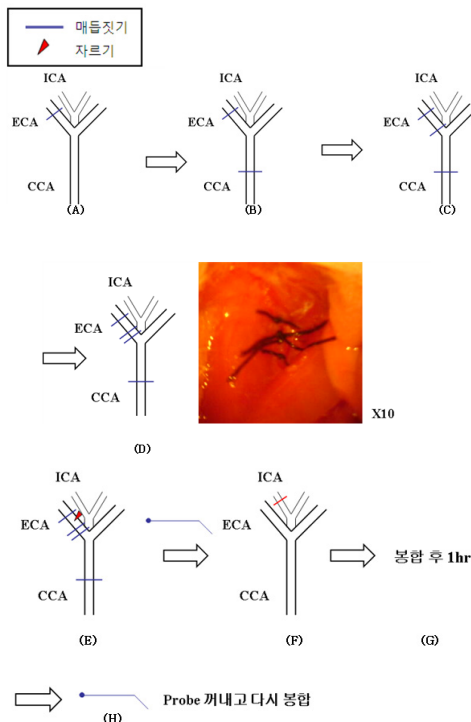 매듭짓기
자르기
ICA
ECA
CCA
(A)
ICA
ECA
CCA
(B)
ICA
ECA
CCA
(C)
ICA
ECA
CCA
(D)
X10
ICA
ECA
CCA
(E)
ICA
ECA
CCA
(F)
봉합 후 1hr
(G)
Probe 꺼내고 다시 봉합
(H)